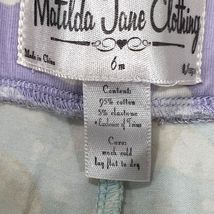 Matilda Jane Clothing
Made in China
6m
Content:
95% cotton
5% elastane
*Exclusive of Trims
Care:
wash cold
lay flat to dry